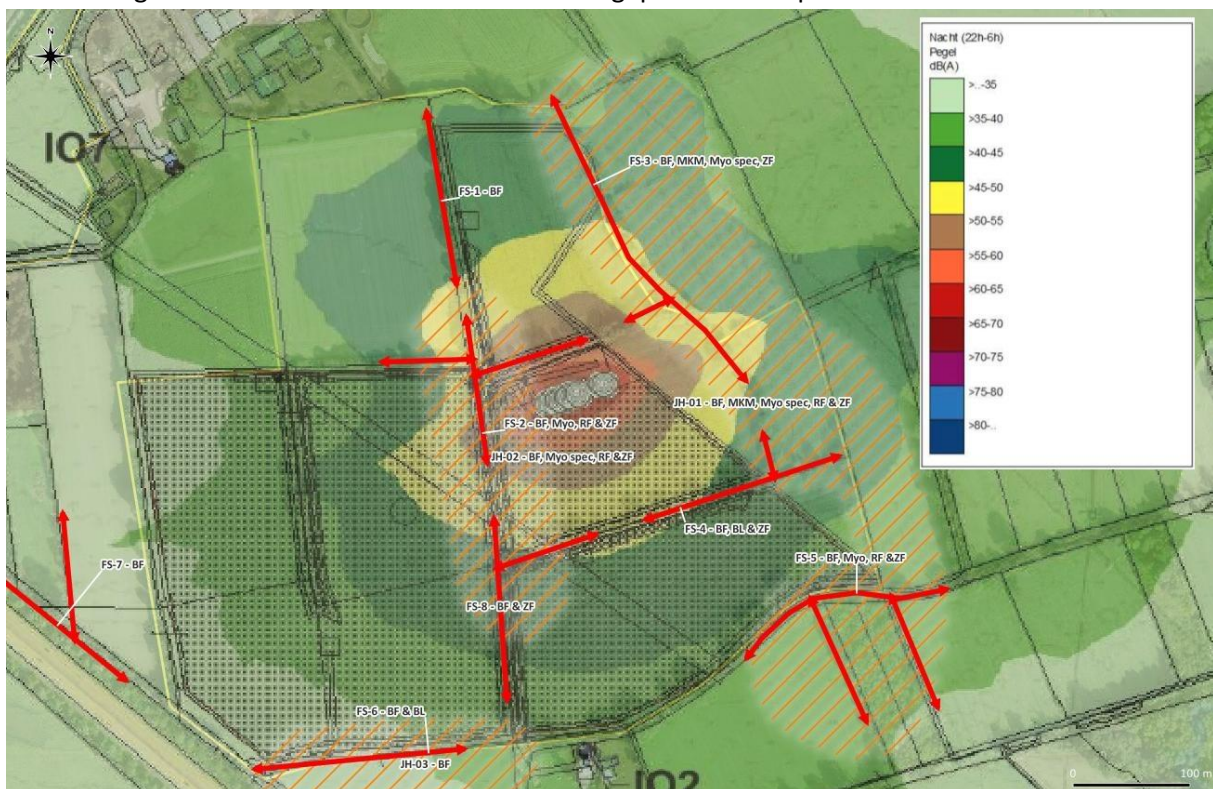 N
Nacht (22h-6h)
Pegel
dB(A)
>..-35
>35-40
>40-45
>45-50
>50-55
>55-60
>60-65
>65-70
>70-75
>75-80
>80-..
IO7
FS-1 - BF
FS-3 - BF, MKM, Myo spec, ZF
JH-01 - BF, MKM, Myo spec, RF & ZF
FS-2 - BF, Myo, RF & ZF
JH-02 - BF, Myo spec, RF &ZF
FS-4 - BF, BL & ZF
FS-5 - BF, Myo, RF &ZF
FS-7 - BF
FS-8 - BF & ZF
FS-6 - BF & BL
JH-03 - BF
IO2
0 100 m